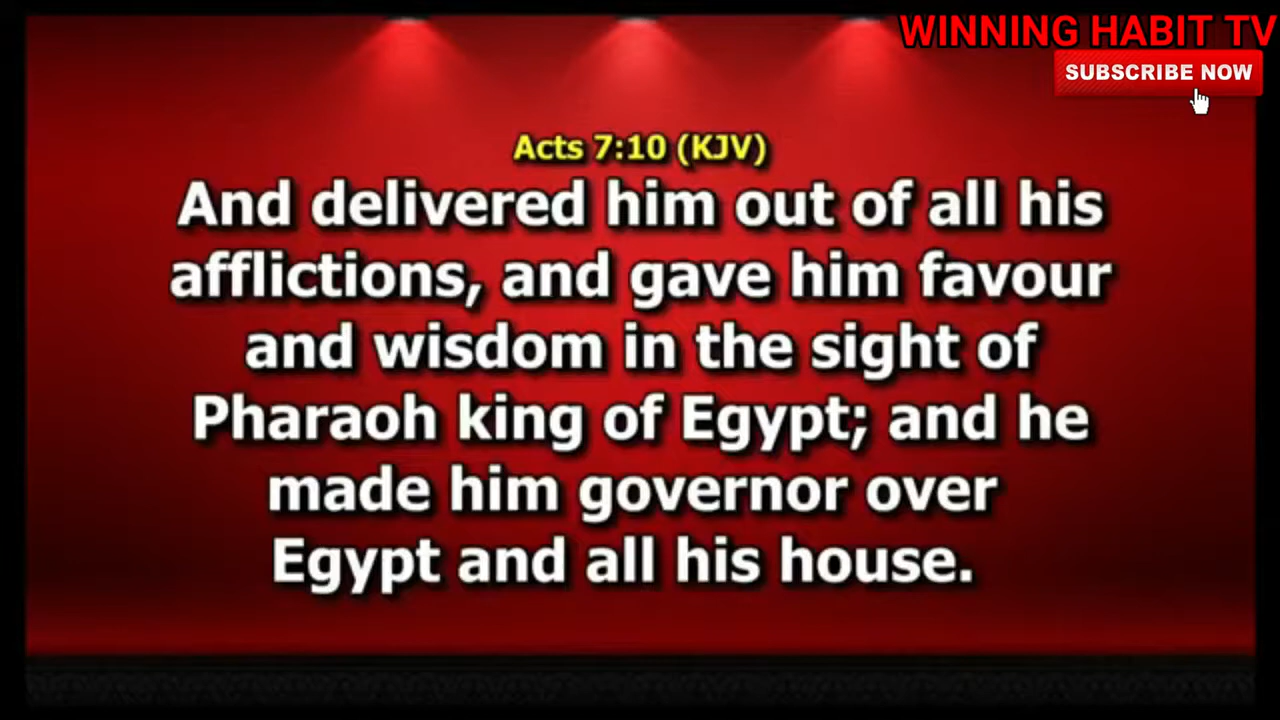 WINNING HABIT TV
SUBSCRIBE NOW
Acts 7:10 (KJV)
And delivered him out of all his
afflictions, and gave him favour
and wisdom in the sight of
Pharaoh king of Egypt; and he
made him governor over
Egypt and all his house.